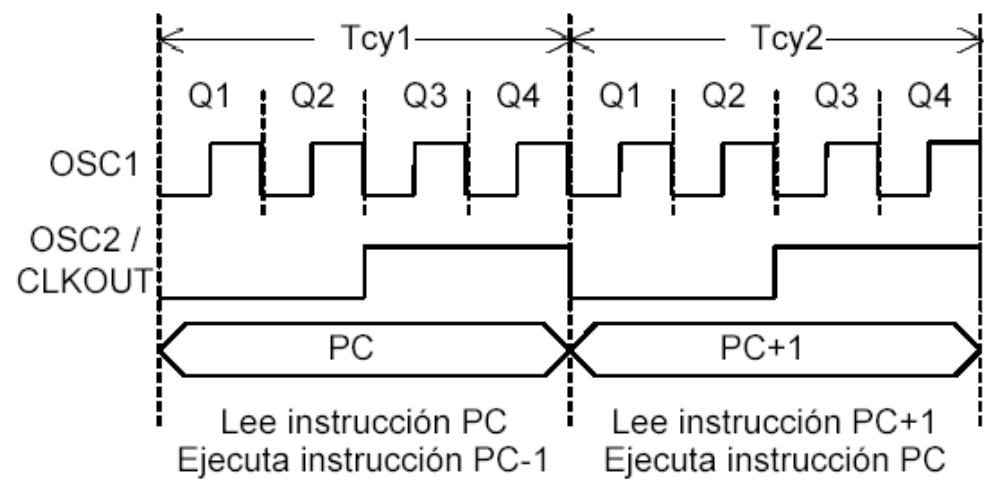 Tcy1 Tcy2
Q1 Q2 Q3 Q4 Q1 Q2 Q3 Q4
OSC1
OSC2 /
CLKOUT
PC PC+1
Lee instrucción PC Lee instrucción PC+1
Ejecuta instrucción PC-1 Ejecuta instrucción PC